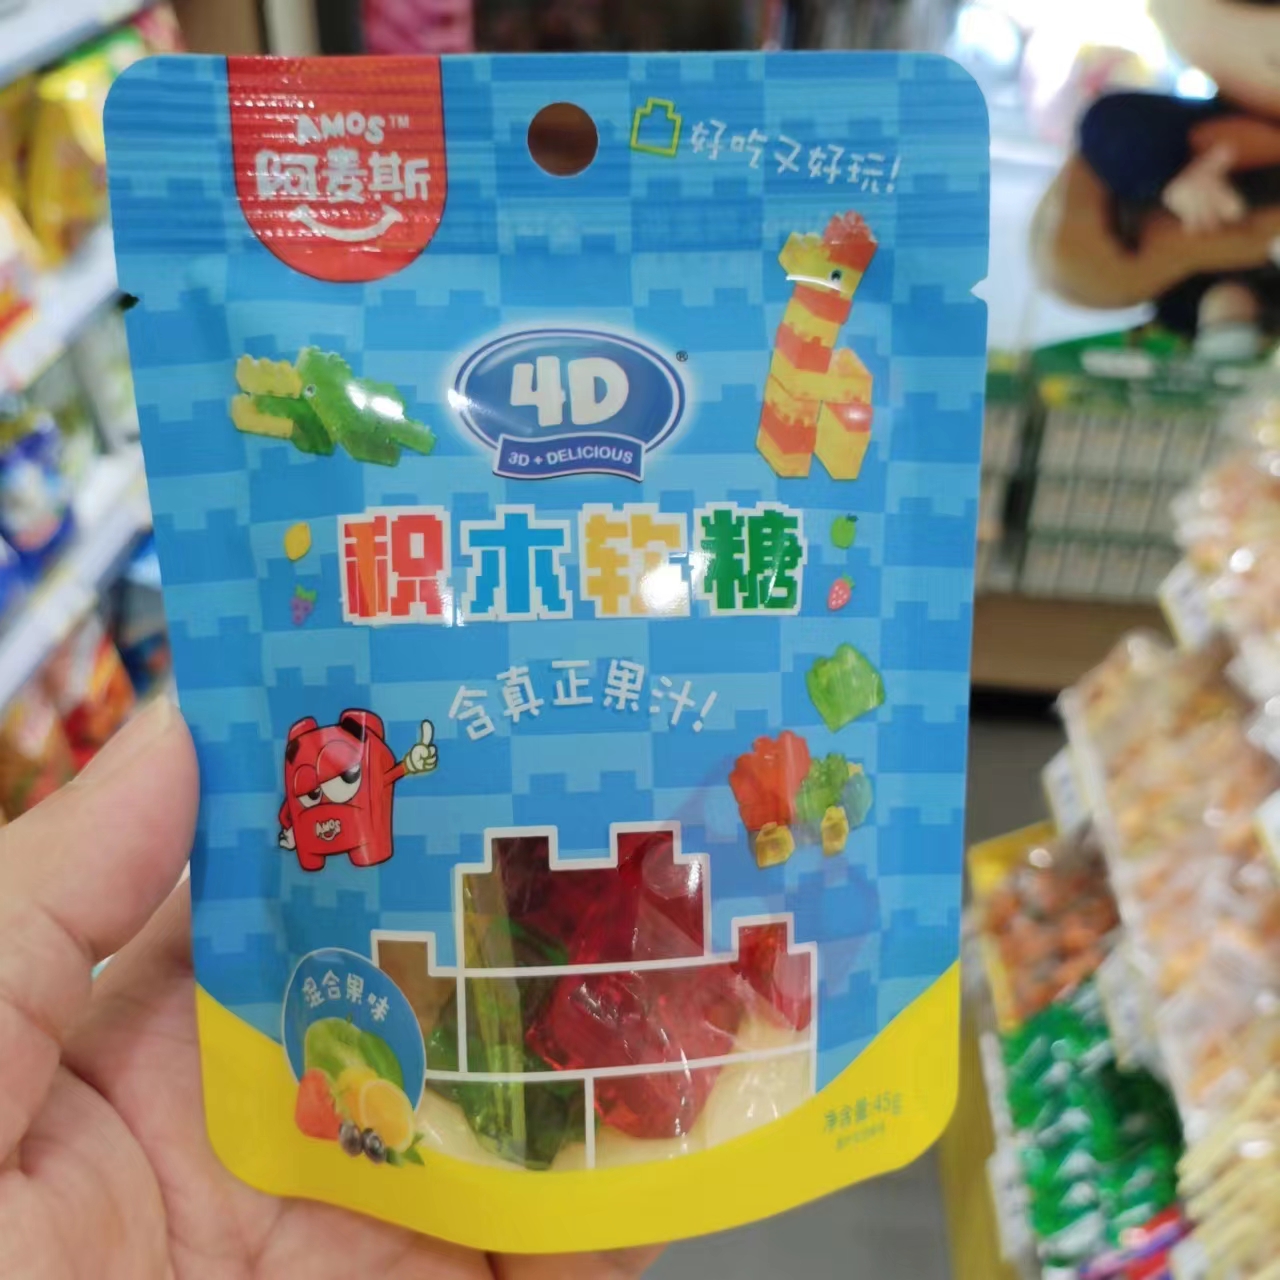 AMOS™
阿麦斯
好吃又好玩!
4D®
3D + DELICIOUS
积木软糖
含真正果汁!
AMOS
混合果味
净含量:45g